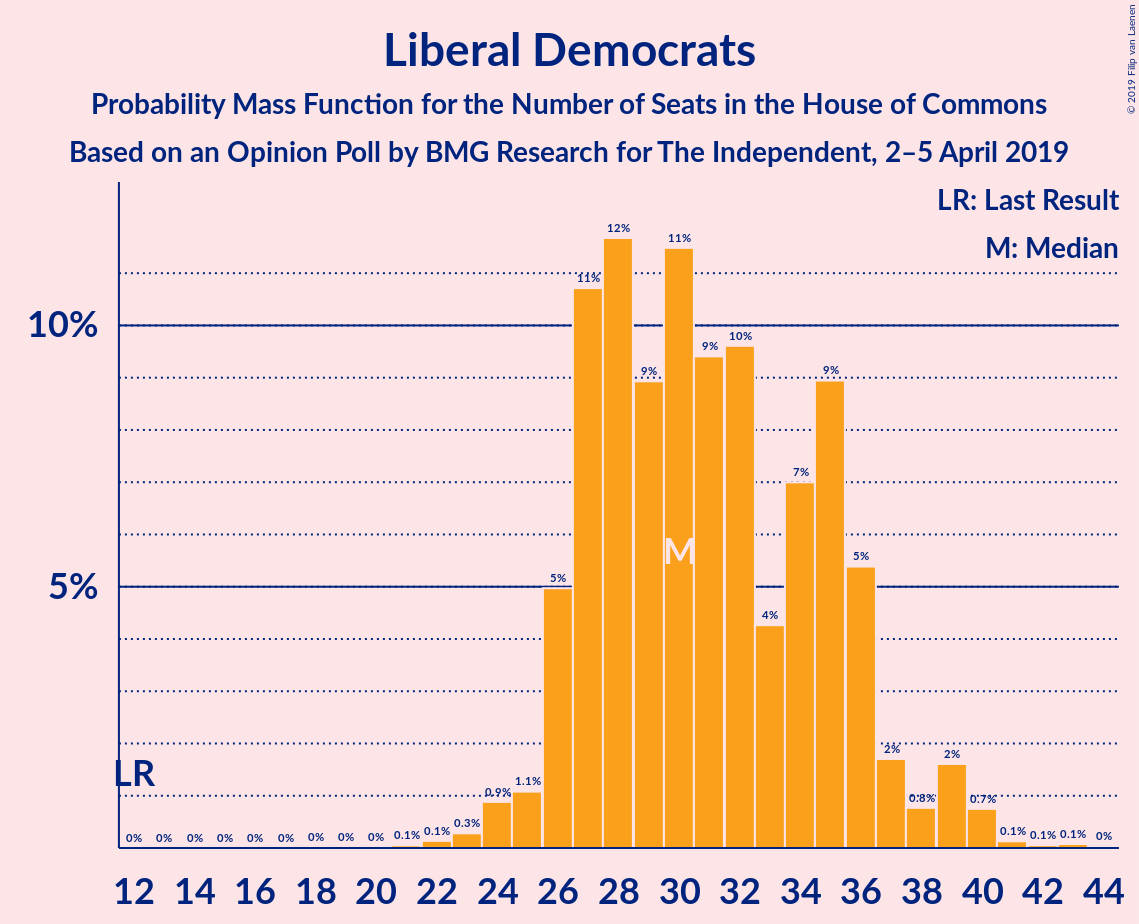 Liberal Democrats
Probability Mass Function for the Number of Seats in the House of Commons
Based on an Opinion Poll by BMG Research for The Independent, 2–5 April 2019
© 2019 Filip van Laenen
LR: Last Result
M: Median
10%
5%
LR
M
0% 0% 0% 0% 0% 0% 0% 0% 0% 0.1% 0.1% 0.3% 0.9% 1.1% 5% 11% 12% 9% 11% 9% 10% 4% 7% 9% 5% 2% 0.8% 2% 0.7% 0.1% 0.1% 0.1% 0%
12 14 16 18 20 22 24 26 28 30 32 34 36 38 40 42 44